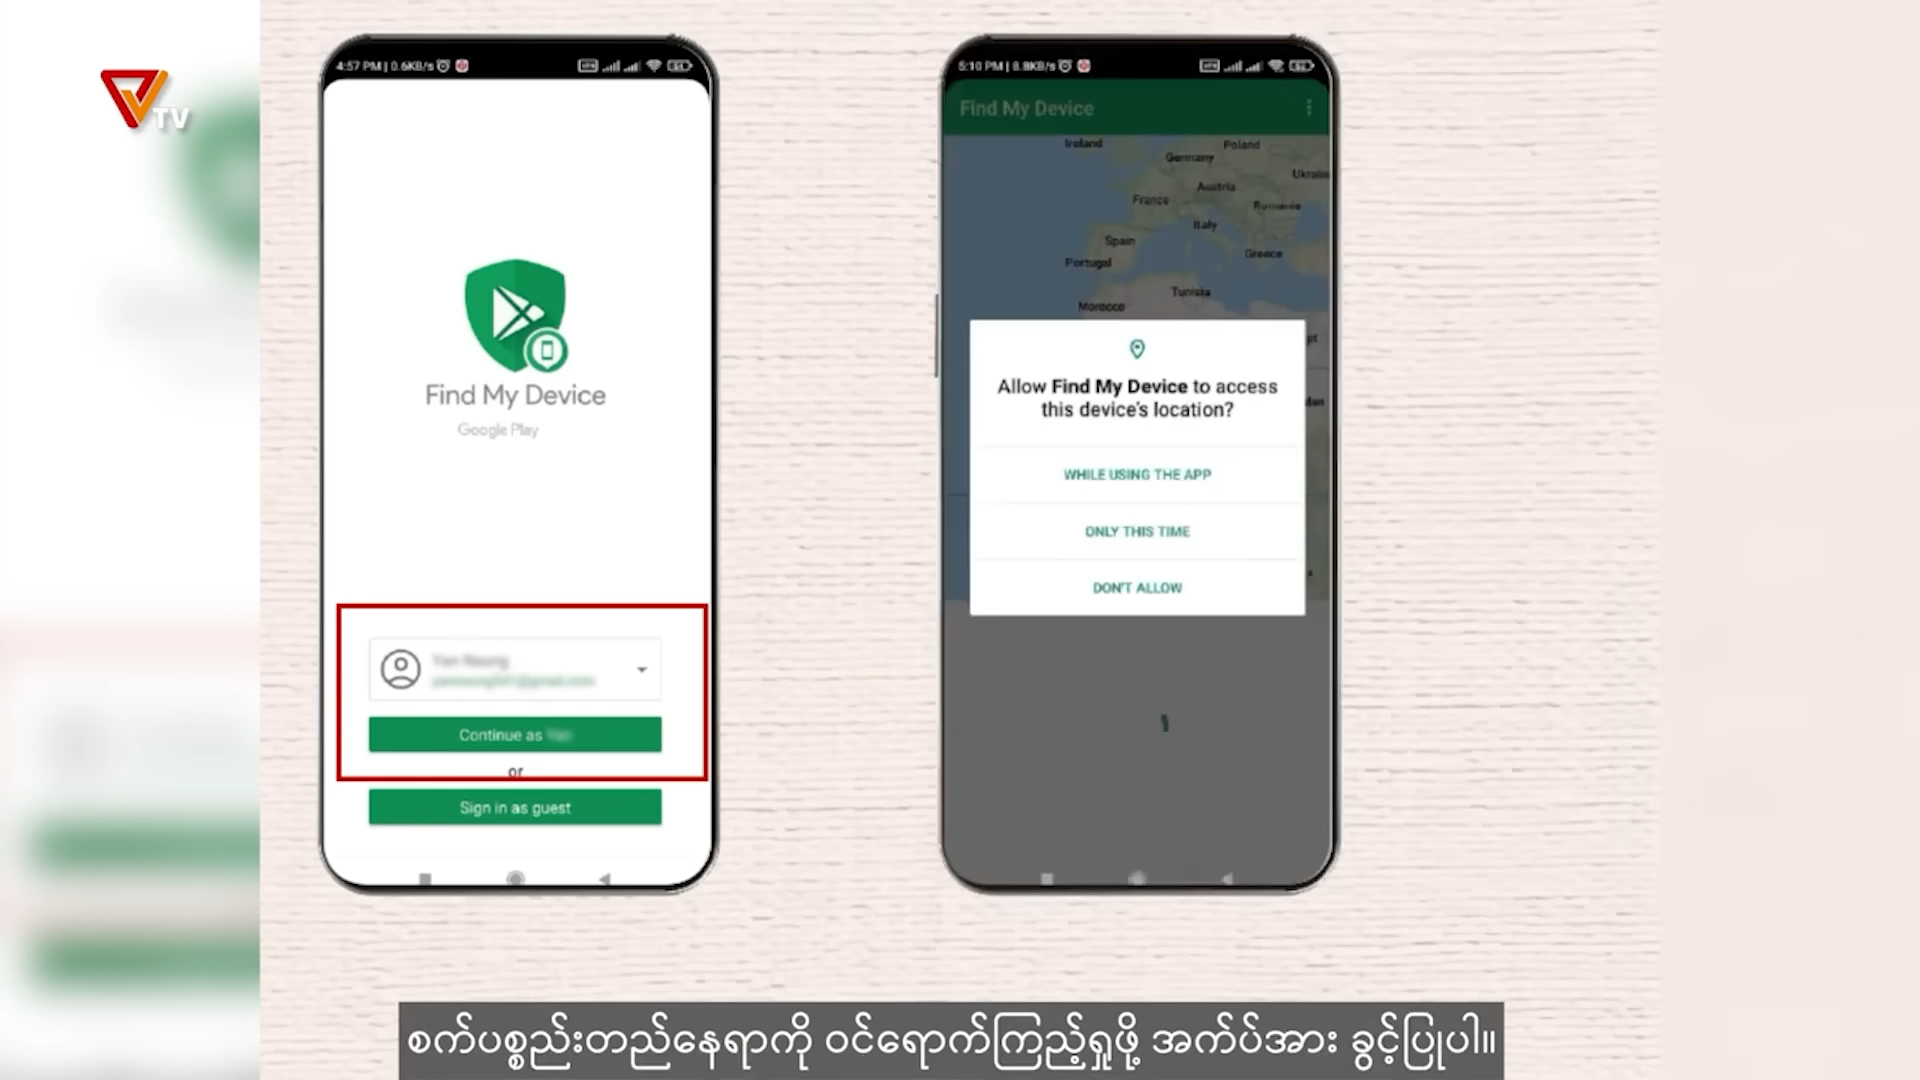 TV
4:57 PM | 0.6KB/s
Find My Device
Google Play
Continue as
or
Sign in as guest
5:10 PM | 8.8KB/s
Find My Device
Ireland
Poland
Germany
Ukraine
Austria
France
Romania
Italy
Spain
Greece
Portugal
Tunisia
Morocco
Allow Find My Device to access
this device's location?
WHILE USING THE APP
ONLY THIS TIME
DON'T ALLOW
စက်ပစ္စည်းတည်နေရာကို ဝင်ရောက်ကြည့်ရှုဖို့ အက်ပ်အား ခွင့်ပြုပါ။